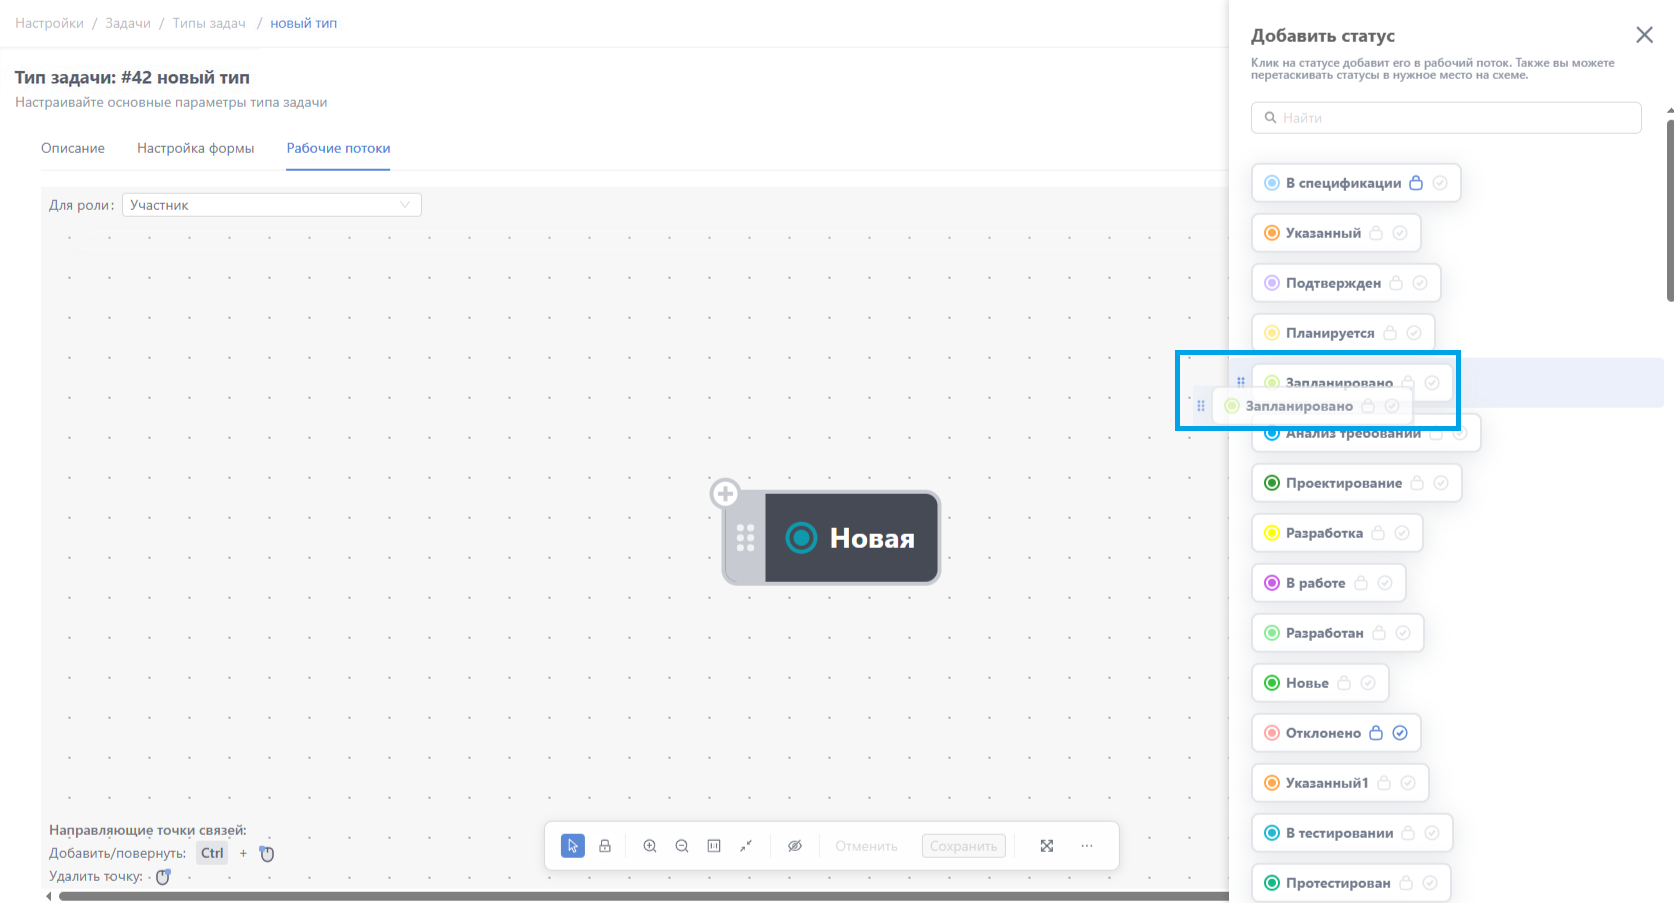 Настройки / Задачи / Типы задач / новый тип
Тип задачи: #42 новый тип
Настраивайте основные параметры типа задачи
Описание Настройка формы Рабочие потоки
Для роли: Участник
Новая
Направляющие точки связей:
Добавить/повернуть: Ctrl +
Удалить точку:
Отменить Сохранить
Добавить статус
Клик на статусе добавит его в рабочий поток. Также вы можете
перетаскивать статусы в нужное место на схеме.
Найти
В спецификации
Указанный
Подтвержден
Планируется
Запланировано
Запланировано
Анализ требований
Проектирование
Разработка
В работе
Разработан
Новье
Отклонено
Указанный1
В тестировании
Протестирован